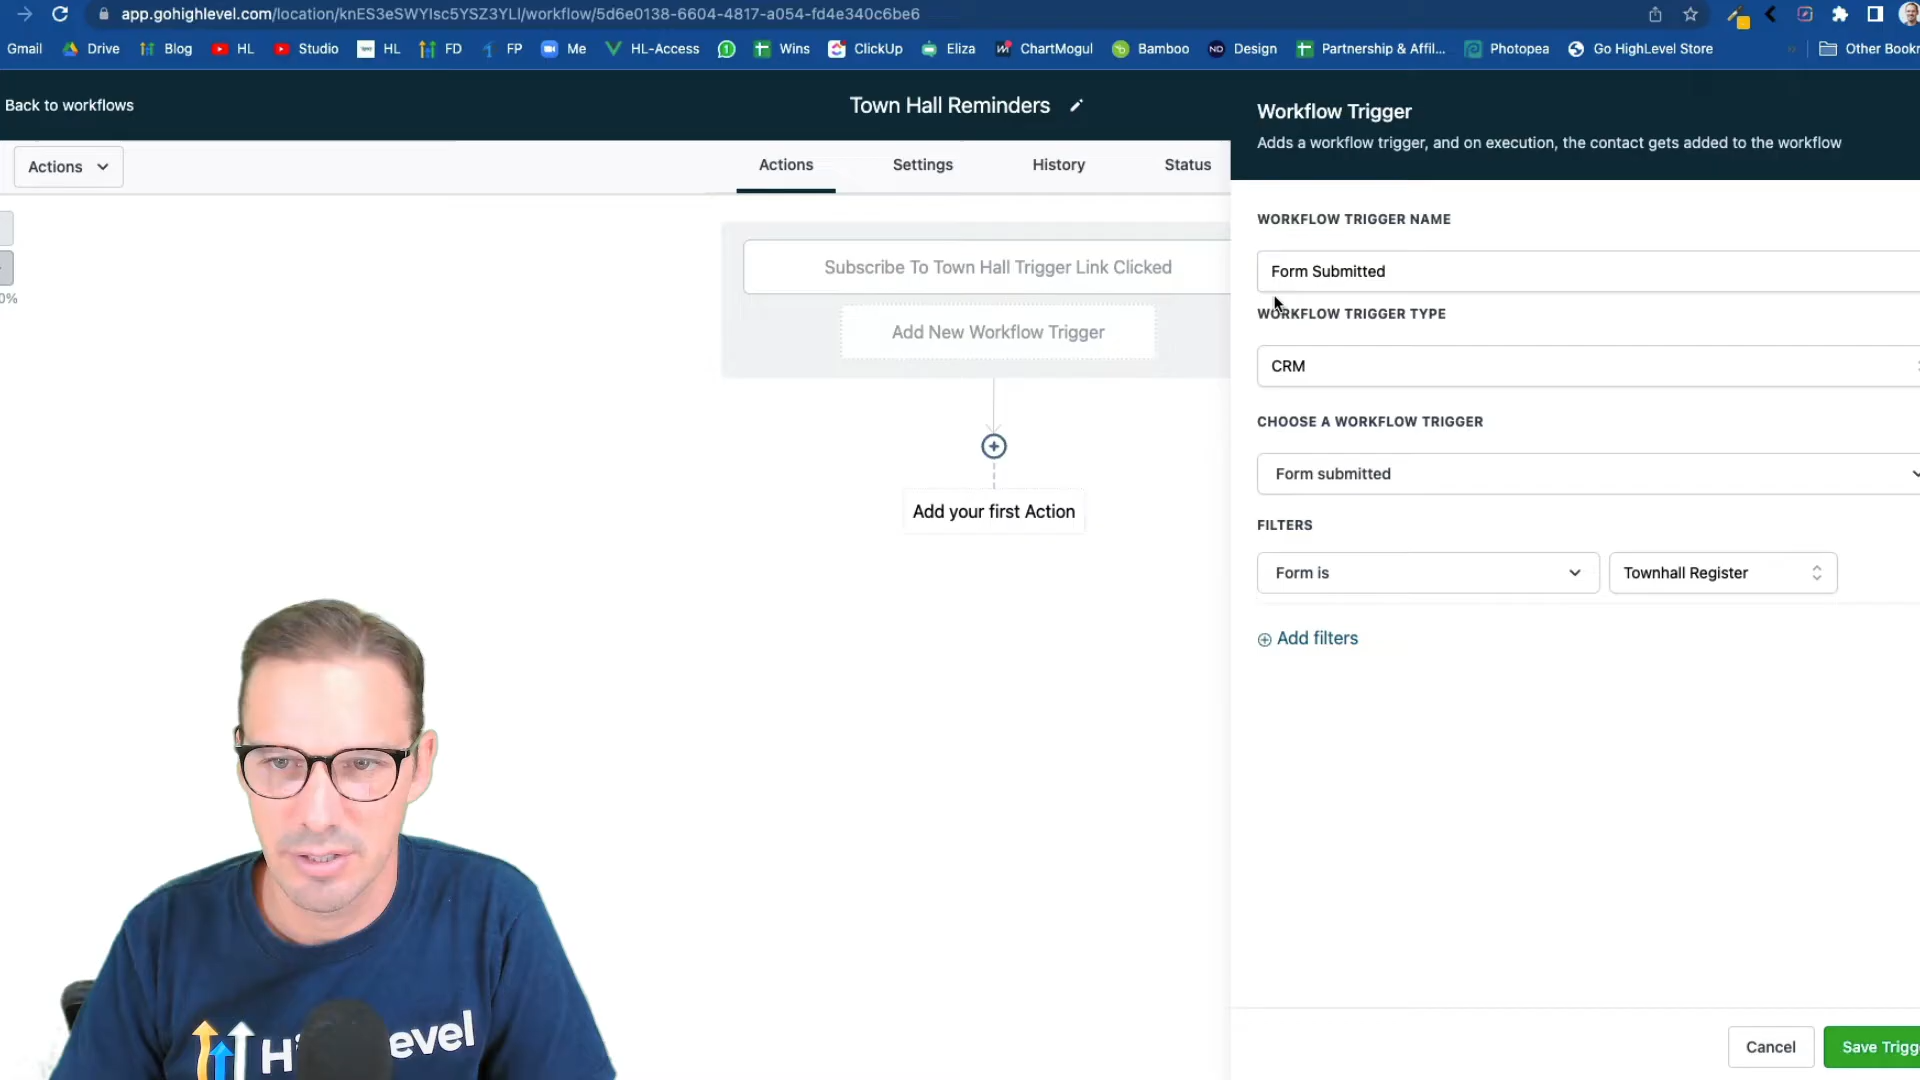 app.gohighlevel.com/location/knES3eSWYIsc5YSZ3YLI/workflow/5d6e0138-6604-4817-a054-fd4e340c6be6
Gmail Drive Blog HL Studio HL FD FP Me HL-Access Wins ClickUp Eliza ChartMogul Bamboo Design Partnership & Affil... Photopea Go HighLevel Store Other Bookr
Back to workflows
Town Hall Reminders
Workflow Trigger
Adds a workflow trigger, and on execution, the contact gets added to the workflow
Actions
Actions Settings History Status
WORKFLOW TRIGGER NAME
Subscribe To Town Hall Trigger Link Clicked
Form Submitted
0%
WORKFLOW TRIGGER TYPE
Add New Workflow Trigger
CRM
CHOOSE A WORKFLOW TRIGGER
Form submitted
Add your first Action
FILTERS
Form is
Townhall Register
Add filters
Cancel
Save Trigg
Hi evel